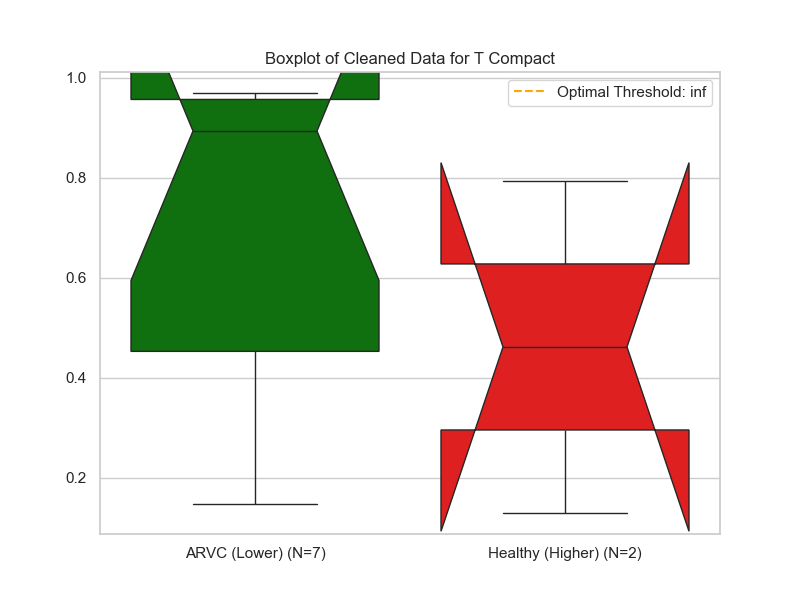 Boxplot of Cleaned Data for T Compact
1.0
Optimal Threshold: inf
0.8
0.6
0.4
0.2
ARVC (Lower) (N=7)
Healthy (Higher) (N=2)